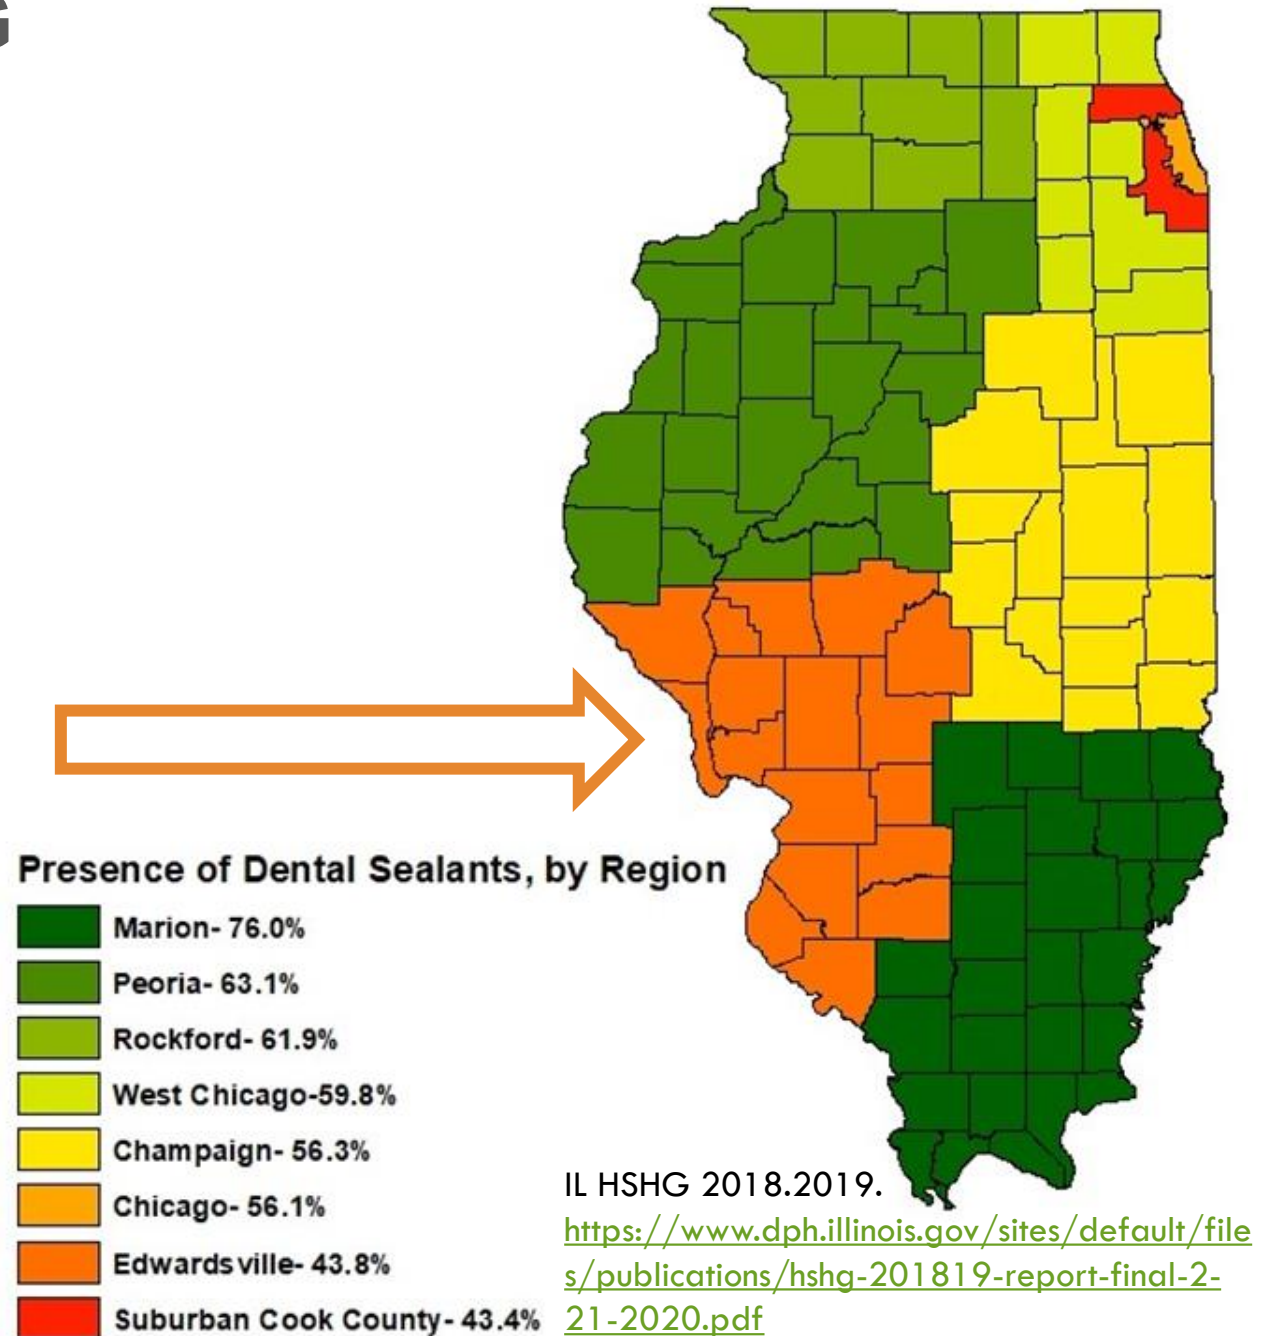 Presence of Dental Sealants, by Region
Marion- 76.0%
Peoria- 63.1%
Rockford- 61.9%
West Chicago-59.8%
Champaign- 56.3%
Chicago- 56.1%
Edwardsville- 43.8%
Suburban Cook County- 43.4%
IL HSHG 2018.2019.
https://www.dph.illinois.gov/sites/default/file
s/publications/hshg-201819-report-final-2-
21-2020.pdf